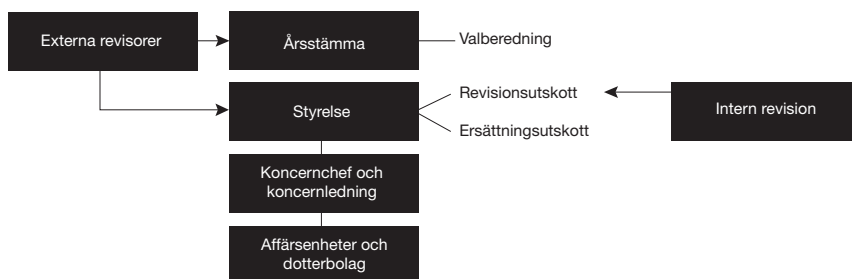 Externa revisorer
Årsstämma
Valberedning
Styrelse
Revisionsutskott
Ersättningsutskott
Intern revision
Koncernchef och
koncernledning
Affärsenheter och
dotterbolag